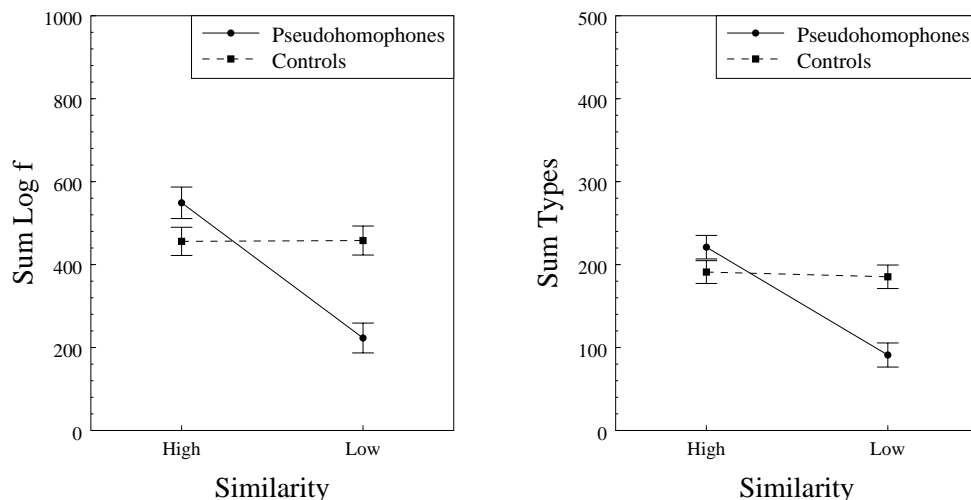 1000
800
600
400
200
0
Sum Log f
Pseudohomophones
Controls
High
Low
Similarity
500
400
300
200
100
0
Sum Types
Pseudohomophones
Controls
High
Low
Similarity